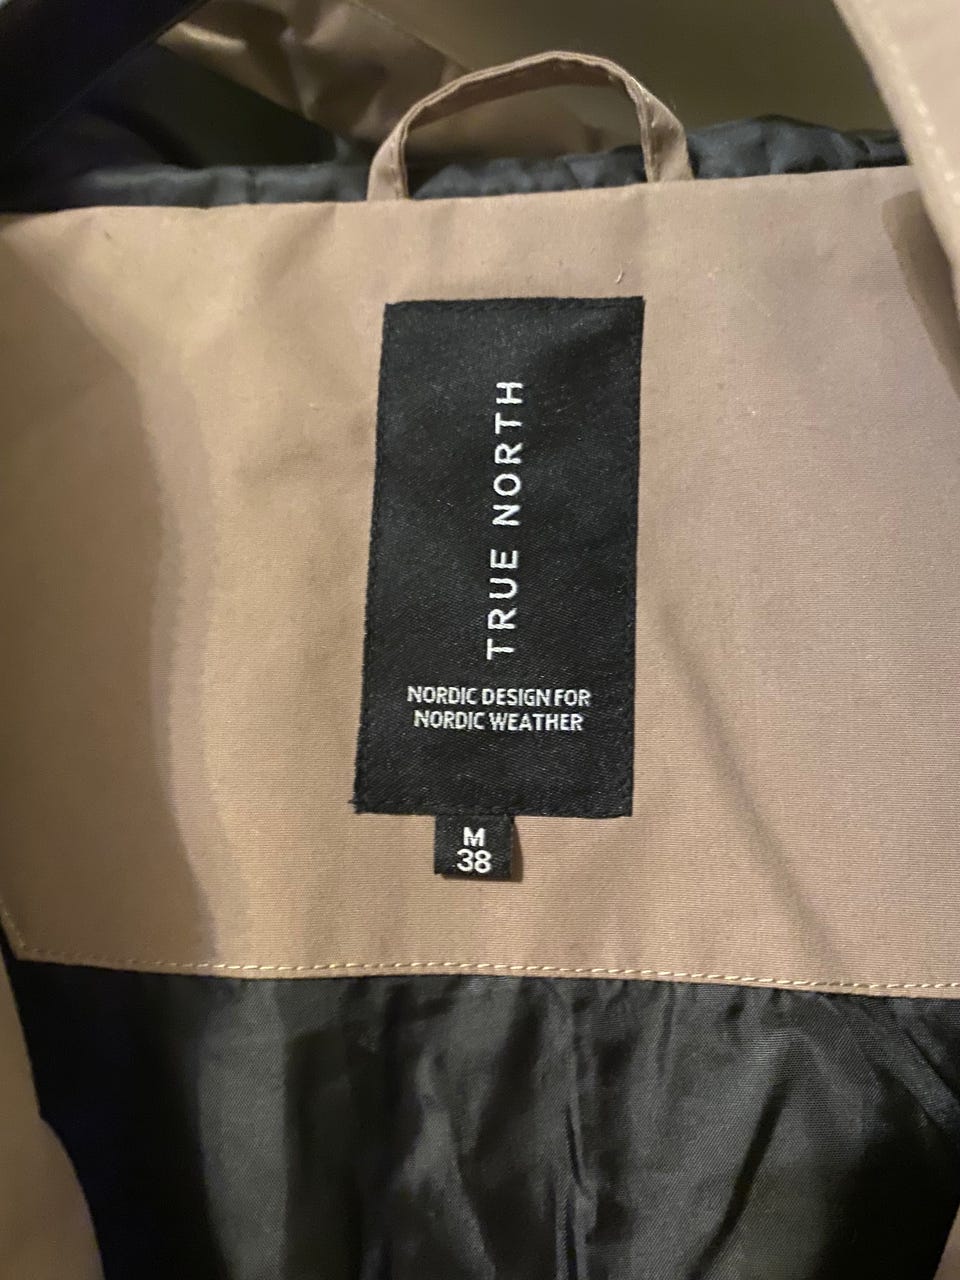 TRUE NORTH
NORDIC DESIGN FOR
NORDIC WEATHER
M
38